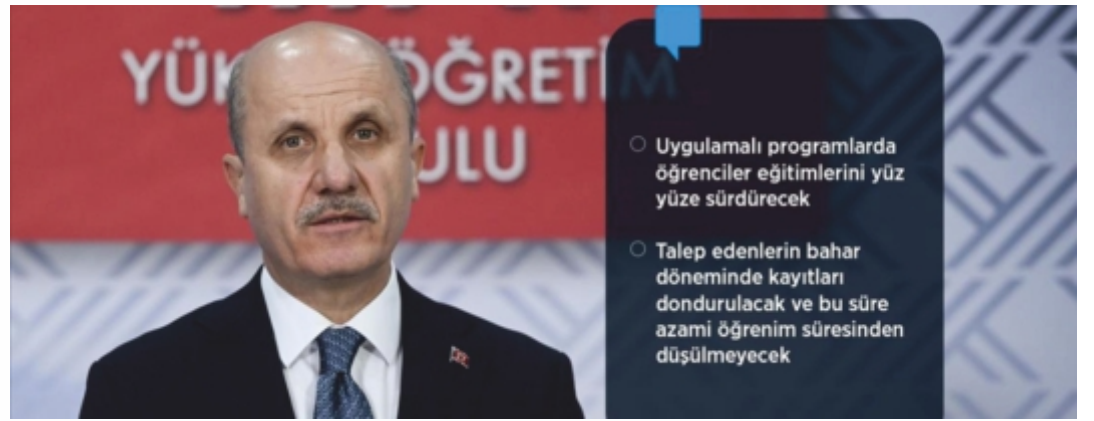 YÜK ÖĞRETİM
ULU
Uygulamalı programlarda
öğrenciler eğitimlerini yüz
yüze sürdürecek
Talep edenlerin bahar
döneminde kayıtları
dondurulacak ve bu süre
azami öğrenim süresinden
düşülmeyecek